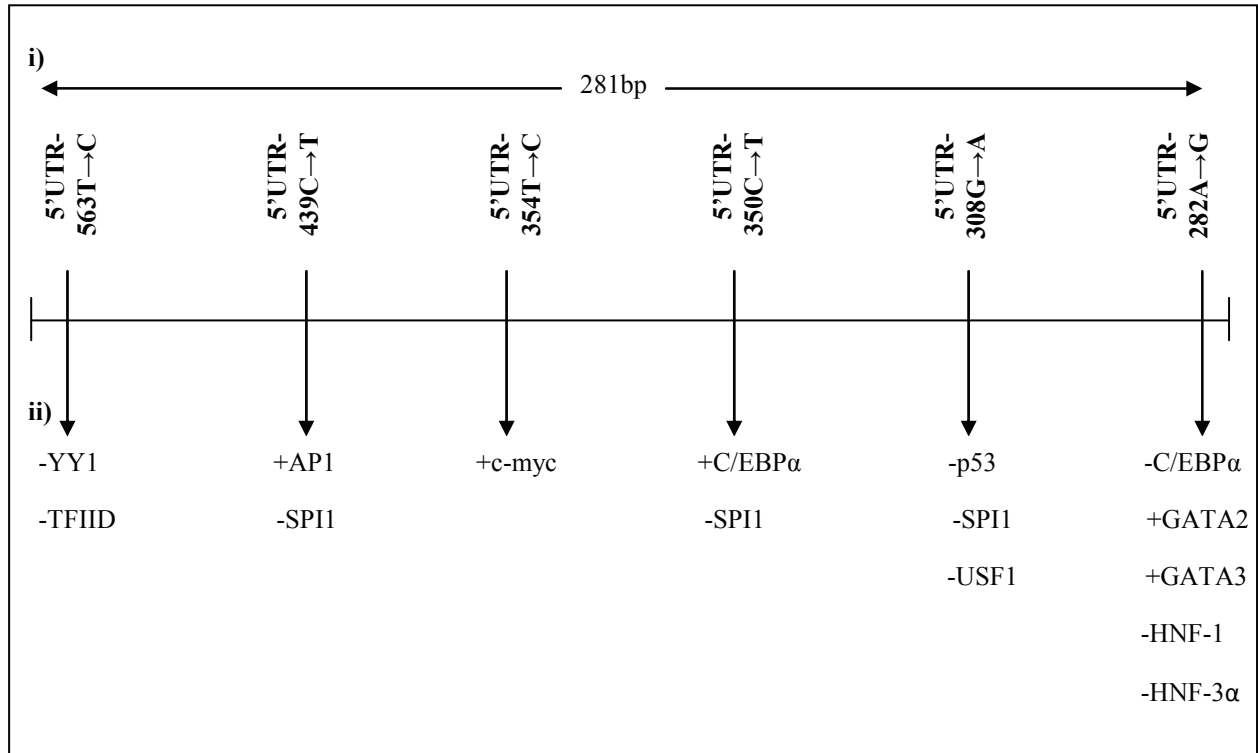 i)
281bp
5’UTR-
563T→C
5’UTR-
439C→T
5’UTR-
354T→C
5’UTR-
350C→T
5’UTR-
308G→A
5’UTR-
282A→G
ii)
-YY1 +AP1 +c-myc +C/EBPα -p53 -C/EBPα
-TFIID -SPI1 -SPI1 -SPI1 +GATA2
-USF1 +GATA3
-HNF-1
-HNF-3α